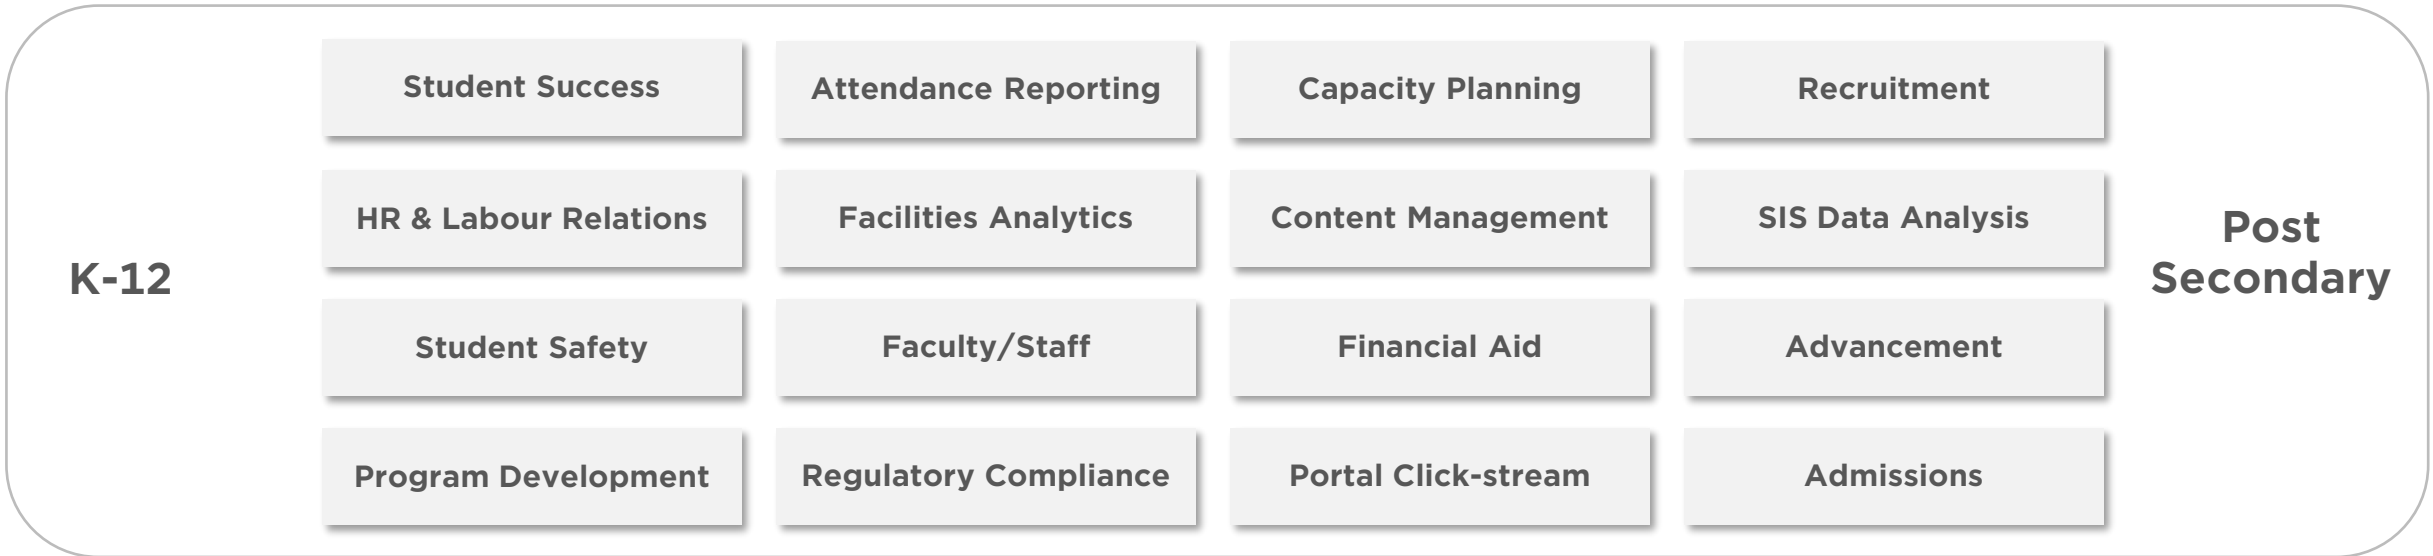 Student Success
Attendance Reporting
Capacity Planning
Recruitment
HR & Labour Relations
Facilities Analytics
Content Management
SIS Data Analysis
K-12
Post
Secondary
Student Safety
Faculty/Staff
Financial Aid
Advancement
Program Development
Regulatory Compliance
Portal Click-stream
Admissions